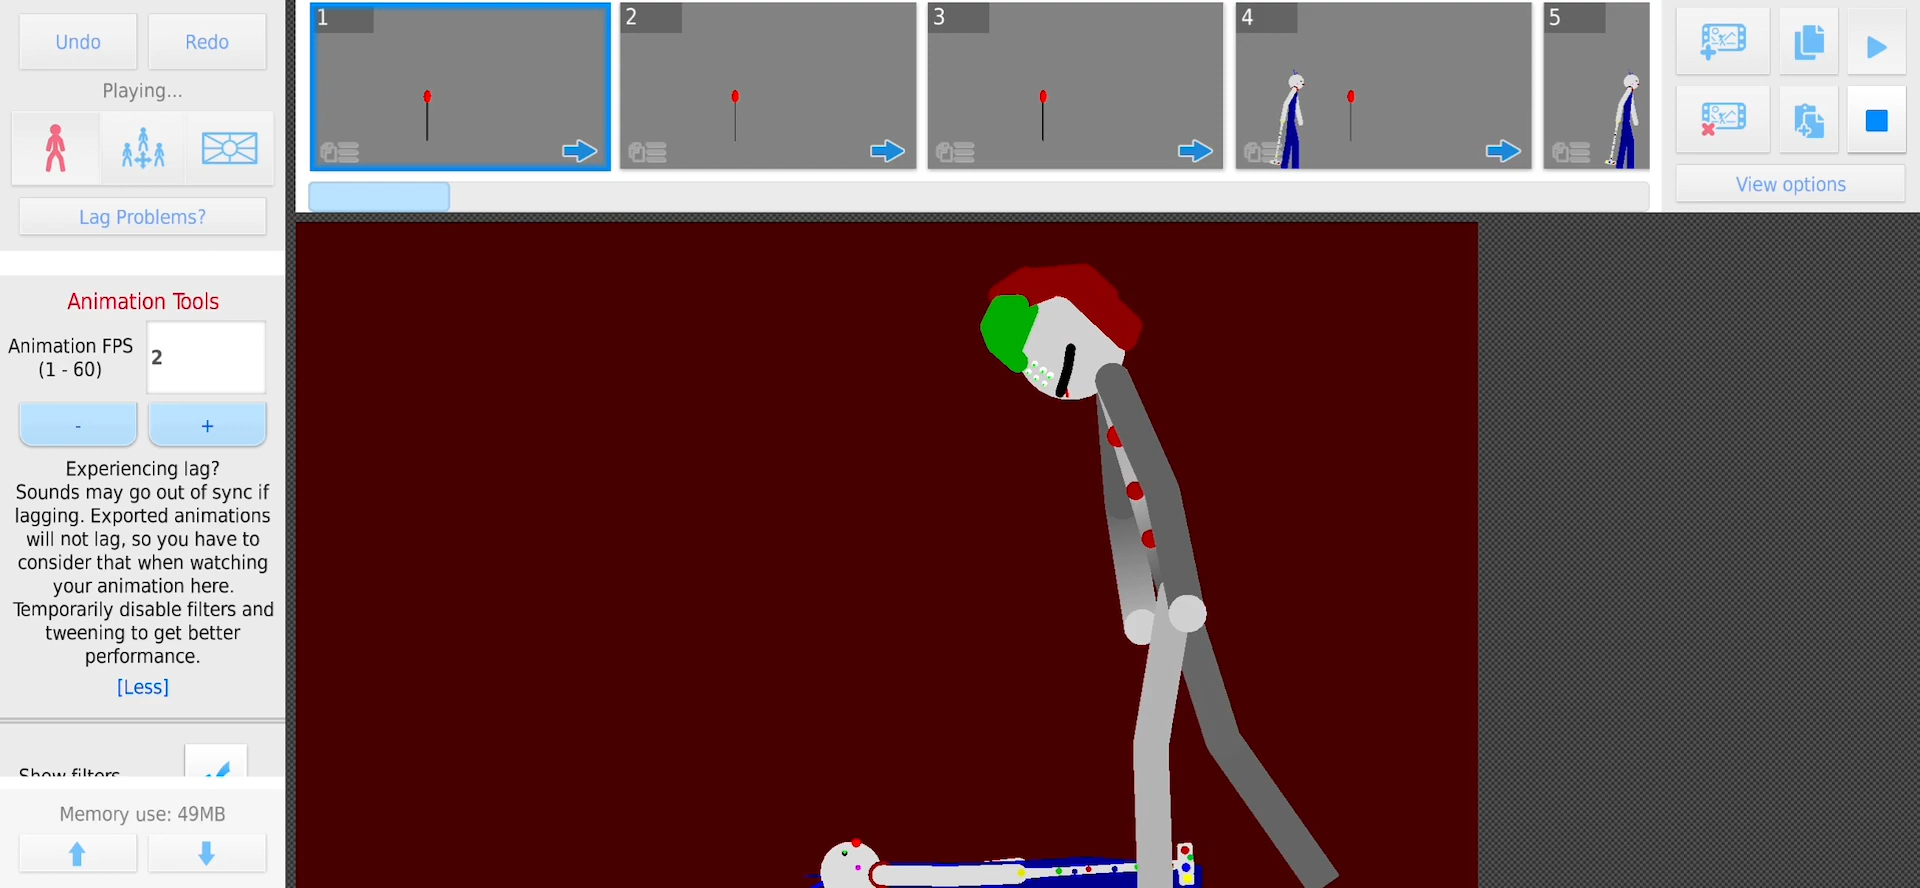 Undo
Redo
Playing...
Lag Problems?
Animation Tools
Animation FPS
(1 - 60)
2
-
+
Experiencing lag?
Sounds may go out of sync if
lagging. Exported animations
will not lag, so you have to
consider that when watching
your animation here.
Temporarily disable filters and
tweening to get better
performance.
[Less]
Show filters
Memory use: 49MB
1
2
3
4
5
View options